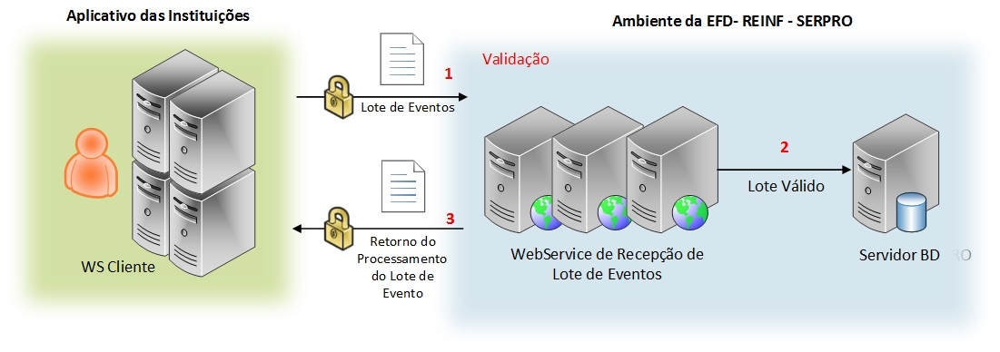 Aplicativo das Instituições
Ambiente da EFD- REINF - SERPRO
Validação
1
Lote de Eventos
2
Lote Válido
3
Retorno do
Processamento
do Lote de
Evento
WS Cliente
WebService de Recepção de
Lote de Eventos
Servidor BD
RO